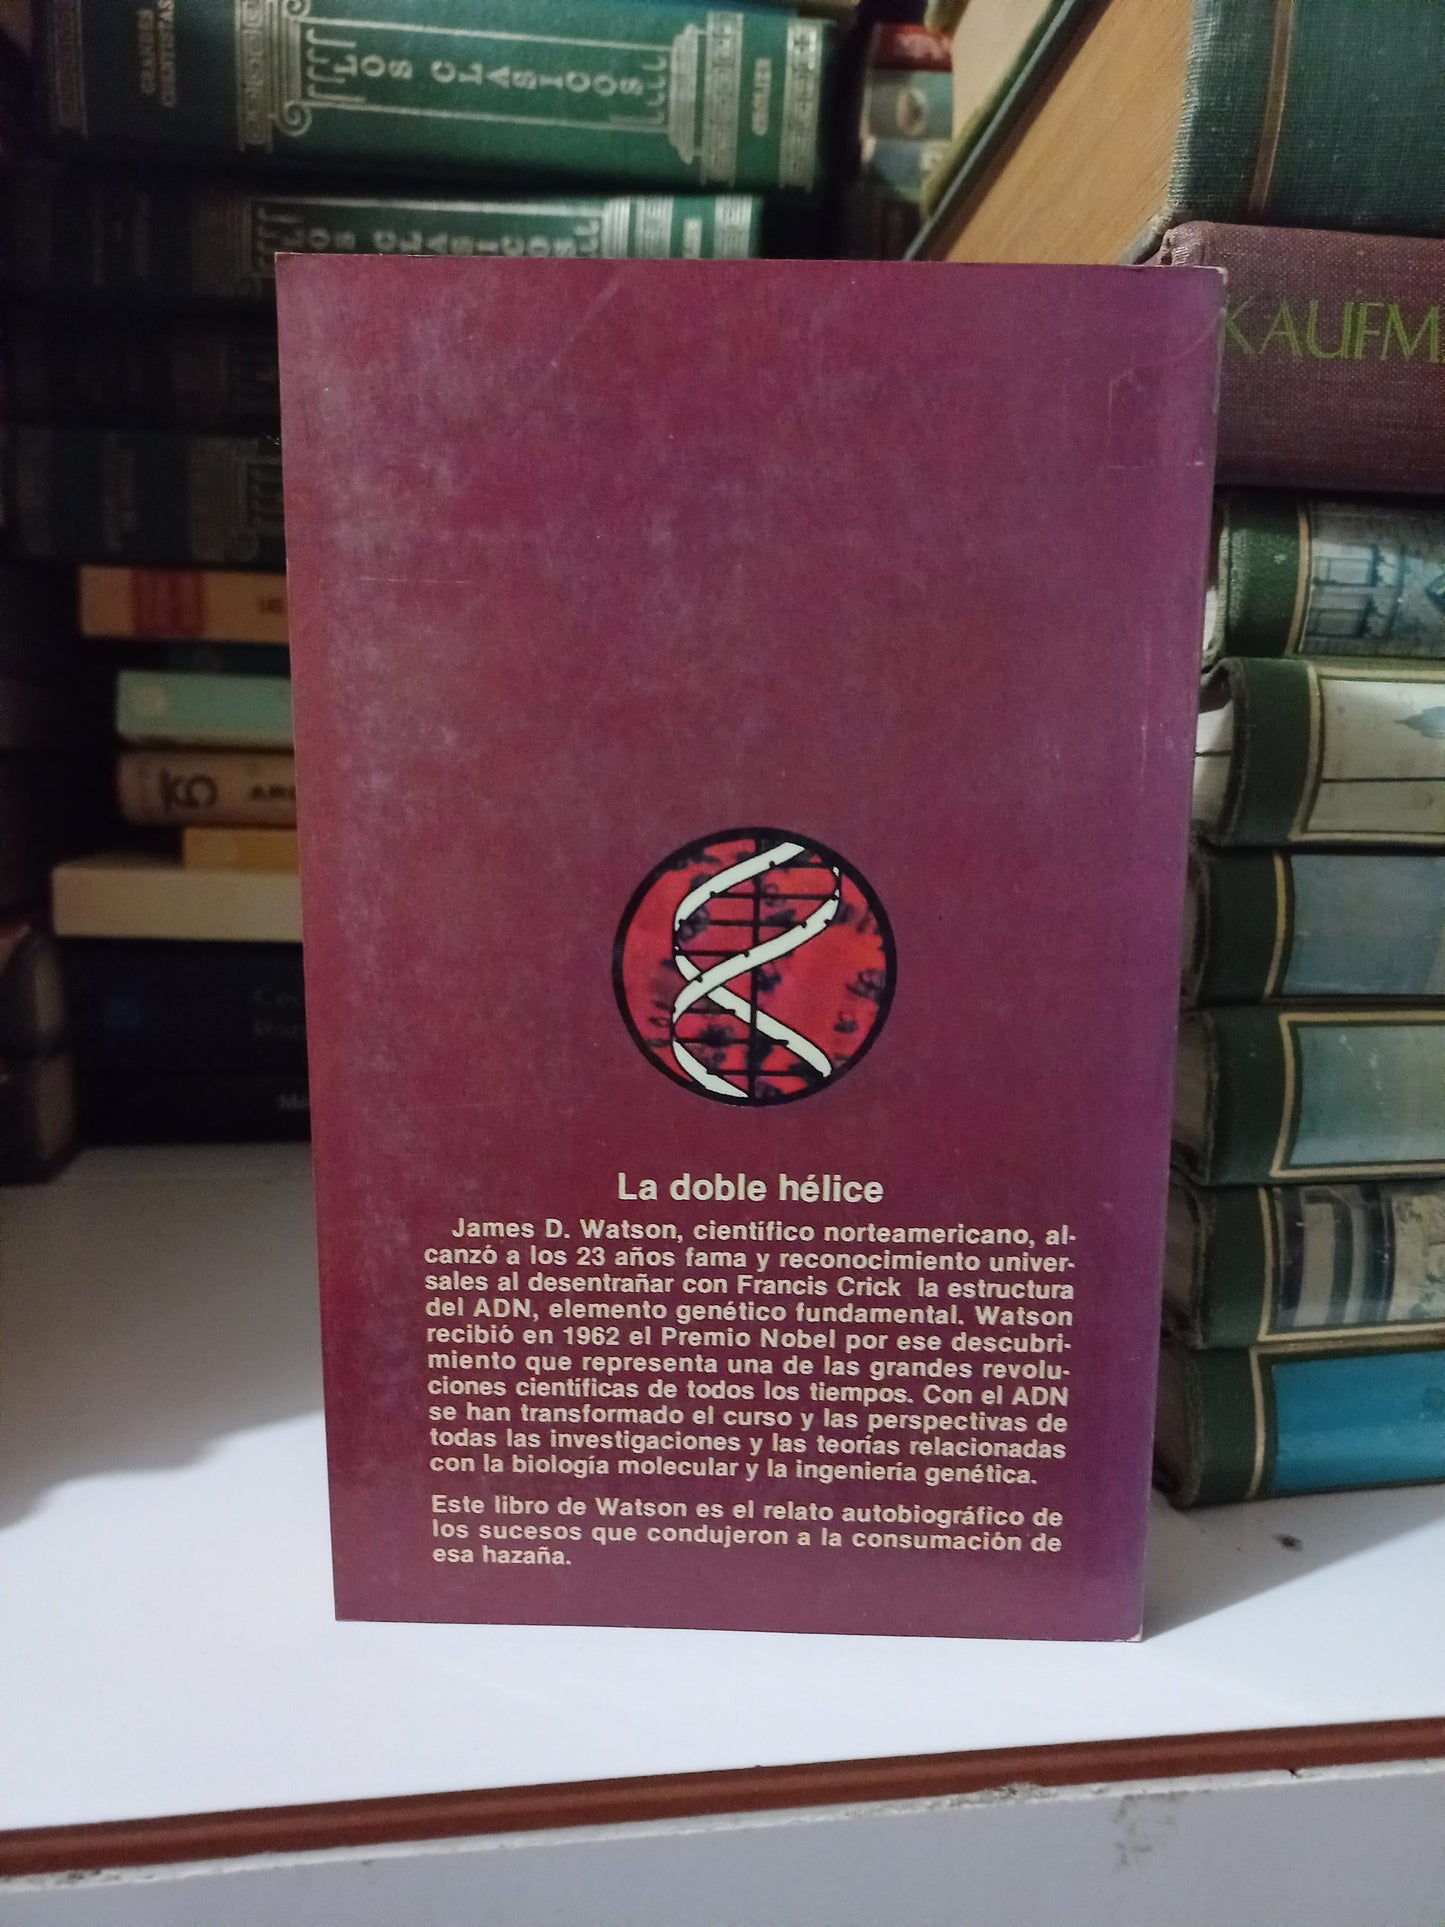 GRANDES
CLASICOS
GROLIER
CLASICOS
LOS
KAUFM
La doble hélice
James D. Watson, científico norteamericano, al-
canzó a los 23 años fama y reconocimiento univer-
sales al desentrañar con Francis Crick la estructura
del ADN, elemento genético fundamental. Watson
recibió en 1962 el Premio Nobel por ese descubri-
miento que representa una de las grandes revolu-
ciones científicas de todos los tiempos. Con el ADN
se han transformado el curso y las perspectivas de
todas las investigaciones y las teorías relacionadas
con la biología molecular y la ingeniería genética.
Este libro de Watson es el relato autobiográfico de
los sucesos que condujeron a la consumación de
esa hazaña.